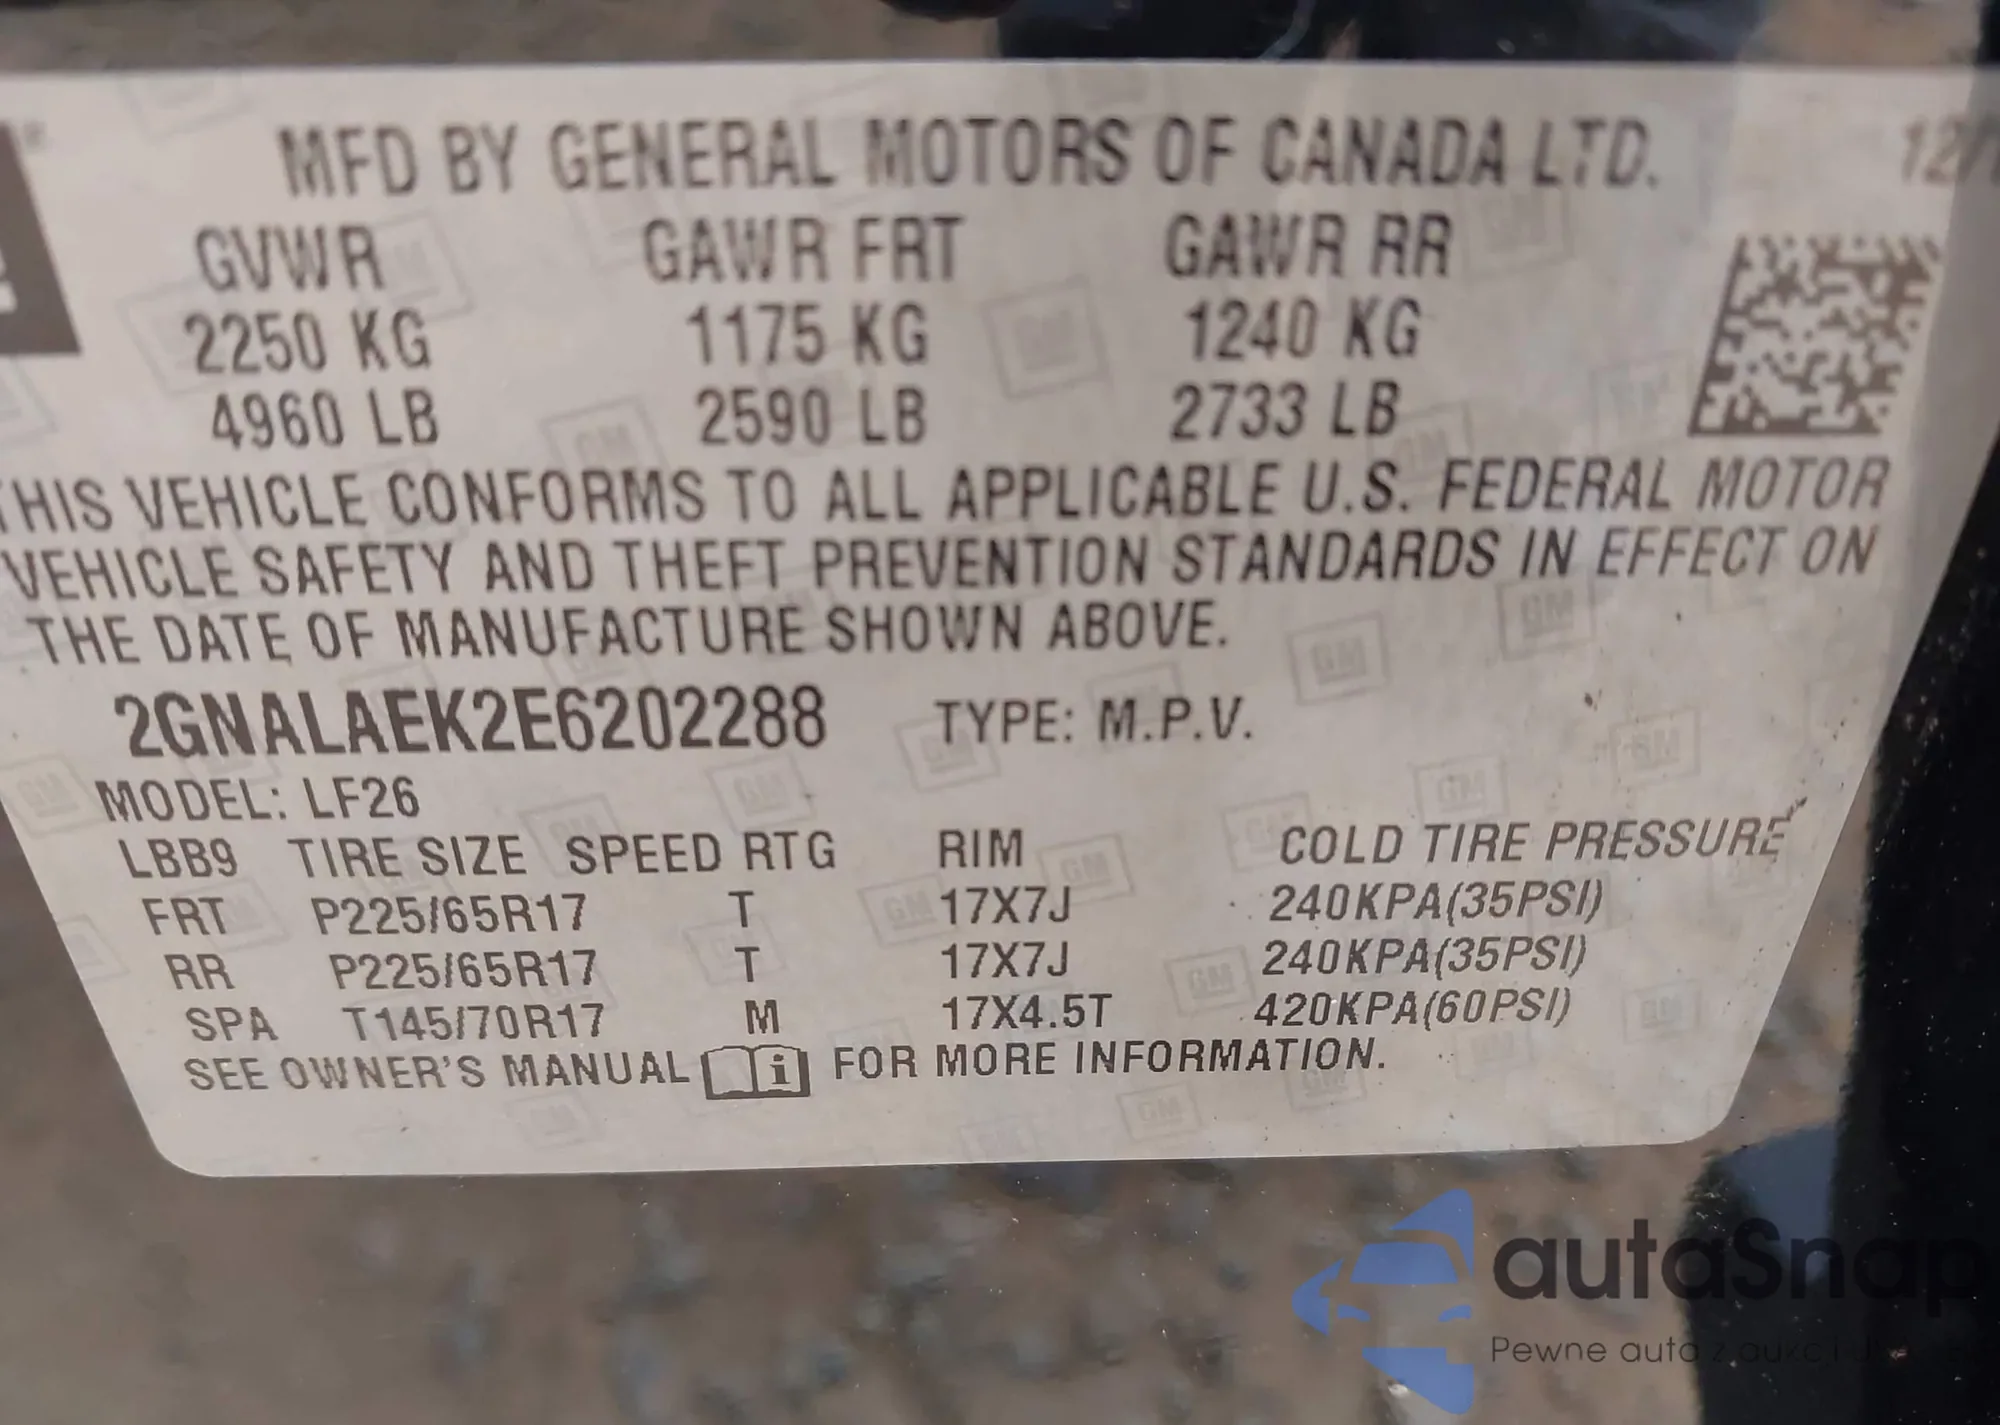 MFD BY GENERAL MOTORS OF CANADA LTD.
GVWR GAWR FRT GAWR RR
2250 KG 1175 KG 1240 KG
4960 LB 2590 LB 2733 LB
THIS VEHICLE CONFORMS TO ALL APPLICABLE U.S. FEDERAL MOTOR
VEHICLE SAFETY AND THEFT PREVENTION STANDARDS IN EFFECT ON
THE DATE OF MANUFACTURE SHOWN ABOVE.
2GNALAEK2E6202288 TYPE: M.P.V.
MODEL: LF26
LBB9 TIRE SIZE SPEED RTG RIM COLD TIRE PRESSURE
FRT P225/65R17 T 17X7J 240KPA(35PSI)
RR P225/65R17 T 17X7J 240KPA(35PSI)
SPA T145/70R17 M 17X4.5T 420KPA(60PSI)
SEE OWNER'S MANUAL i FOR MORE INFORMATION.
autaSnap
Pewne auta z aukcji